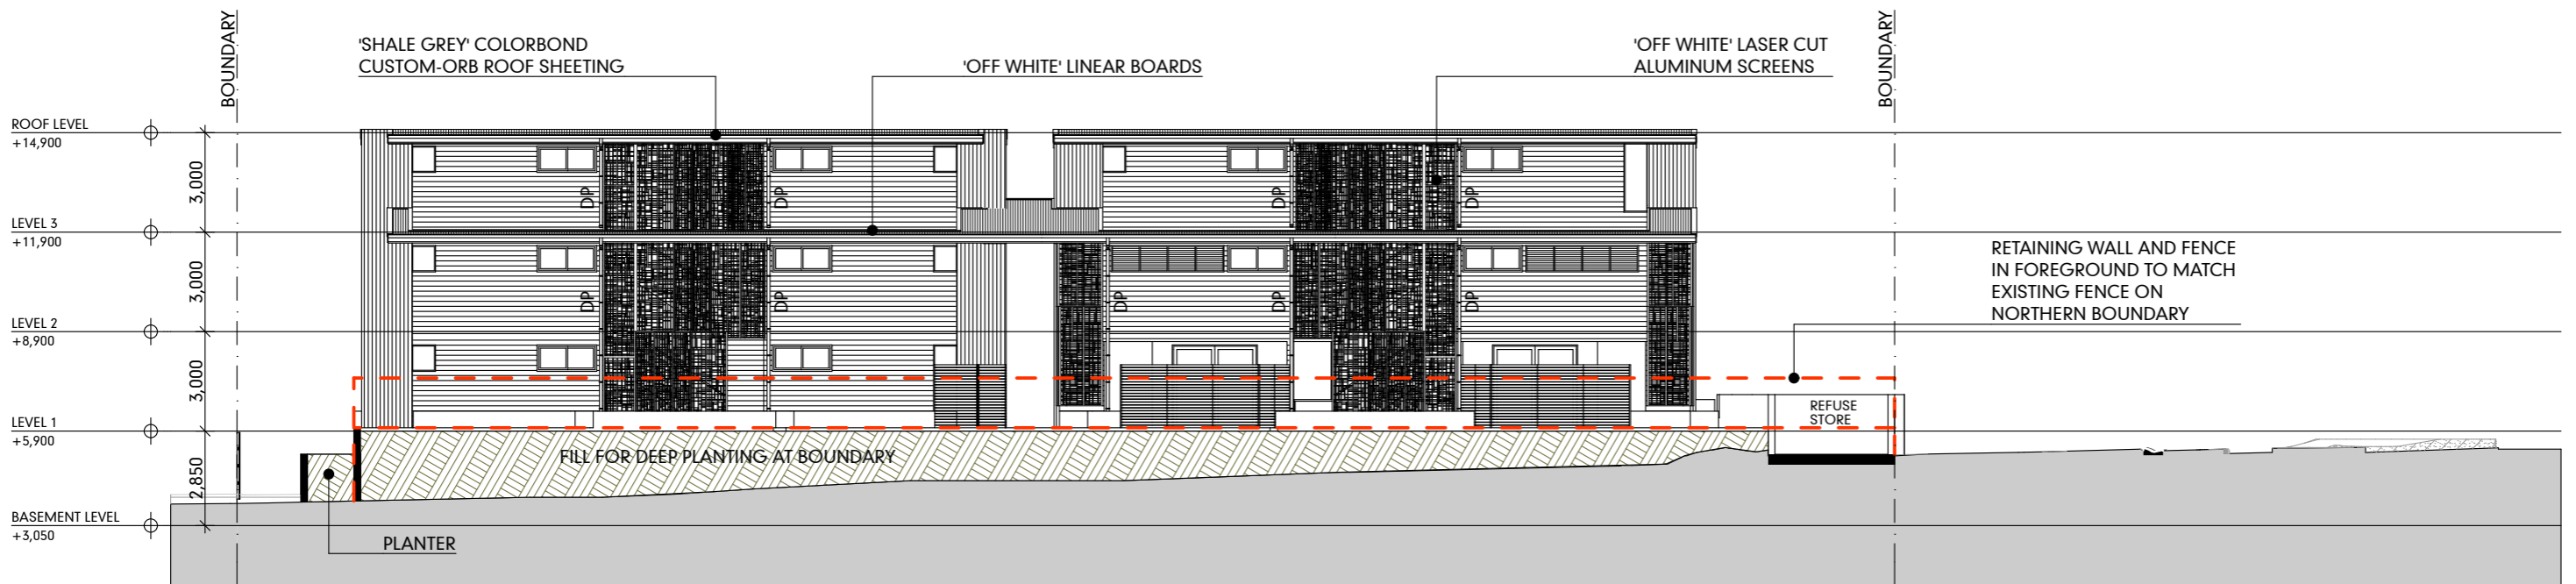 BOUNDARY
'SHALE GREY' COLORBOND
CUSTOM-ORB ROOF SHEETING
'OFF WHITE' LINEAR BOARDS
'OFF WHITE' LASER CUT
ALUMINUM SCREENS
BOUNDARY
ROOF LEVEL
+14,900
3,000
DP
DP
DP
DP
LEVEL 3
+11,900
3,000
DP
DP
DP
DP
DP
RETAINING WALL AND FENCE
IN FOREGROUND TO MATCH
EXISTING FENCE ON
NORTHERN BOUNDARY
LEVEL 2
+8,900
3,000
REFUSE
STORE
LEVEL 1
+5,900
2,850
FILL FOR DEEP PLANTING AT BOUNDARY
BASEMENT LEVEL
+3,050
PLANTER